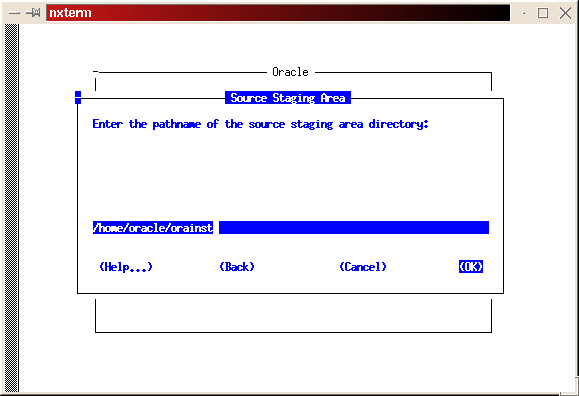 nxterm
Oracle
Source Staging Area
Enter the pathname of the source staging area directory:
/home/oracle/orainst
(Help...) (Back) (Cancel) (OK)